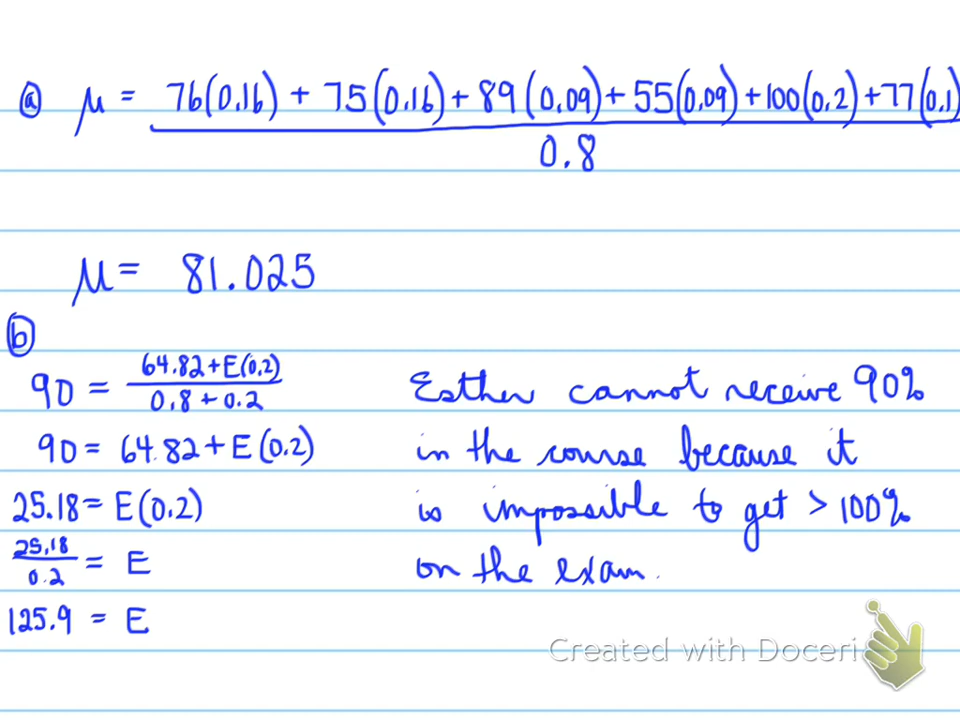 ⓐ μ = 76(0.16) + 75(0.16) + 89(0.09) + 55(0.09) + 100(0.2) + 77(0.1)
0.8
μ = 81.025
ⓑ
90 = 64.82 + E(0.2) / 0.8 + 0.2
90 = 64.82 + E(0.2)
25.18 = E(0.2)
25.18 / 0.2 = E
125.9 = E
Esther cannot receive 90%
in the course because it
is impossible to get > 100%
on the exam.
Created with Doceri